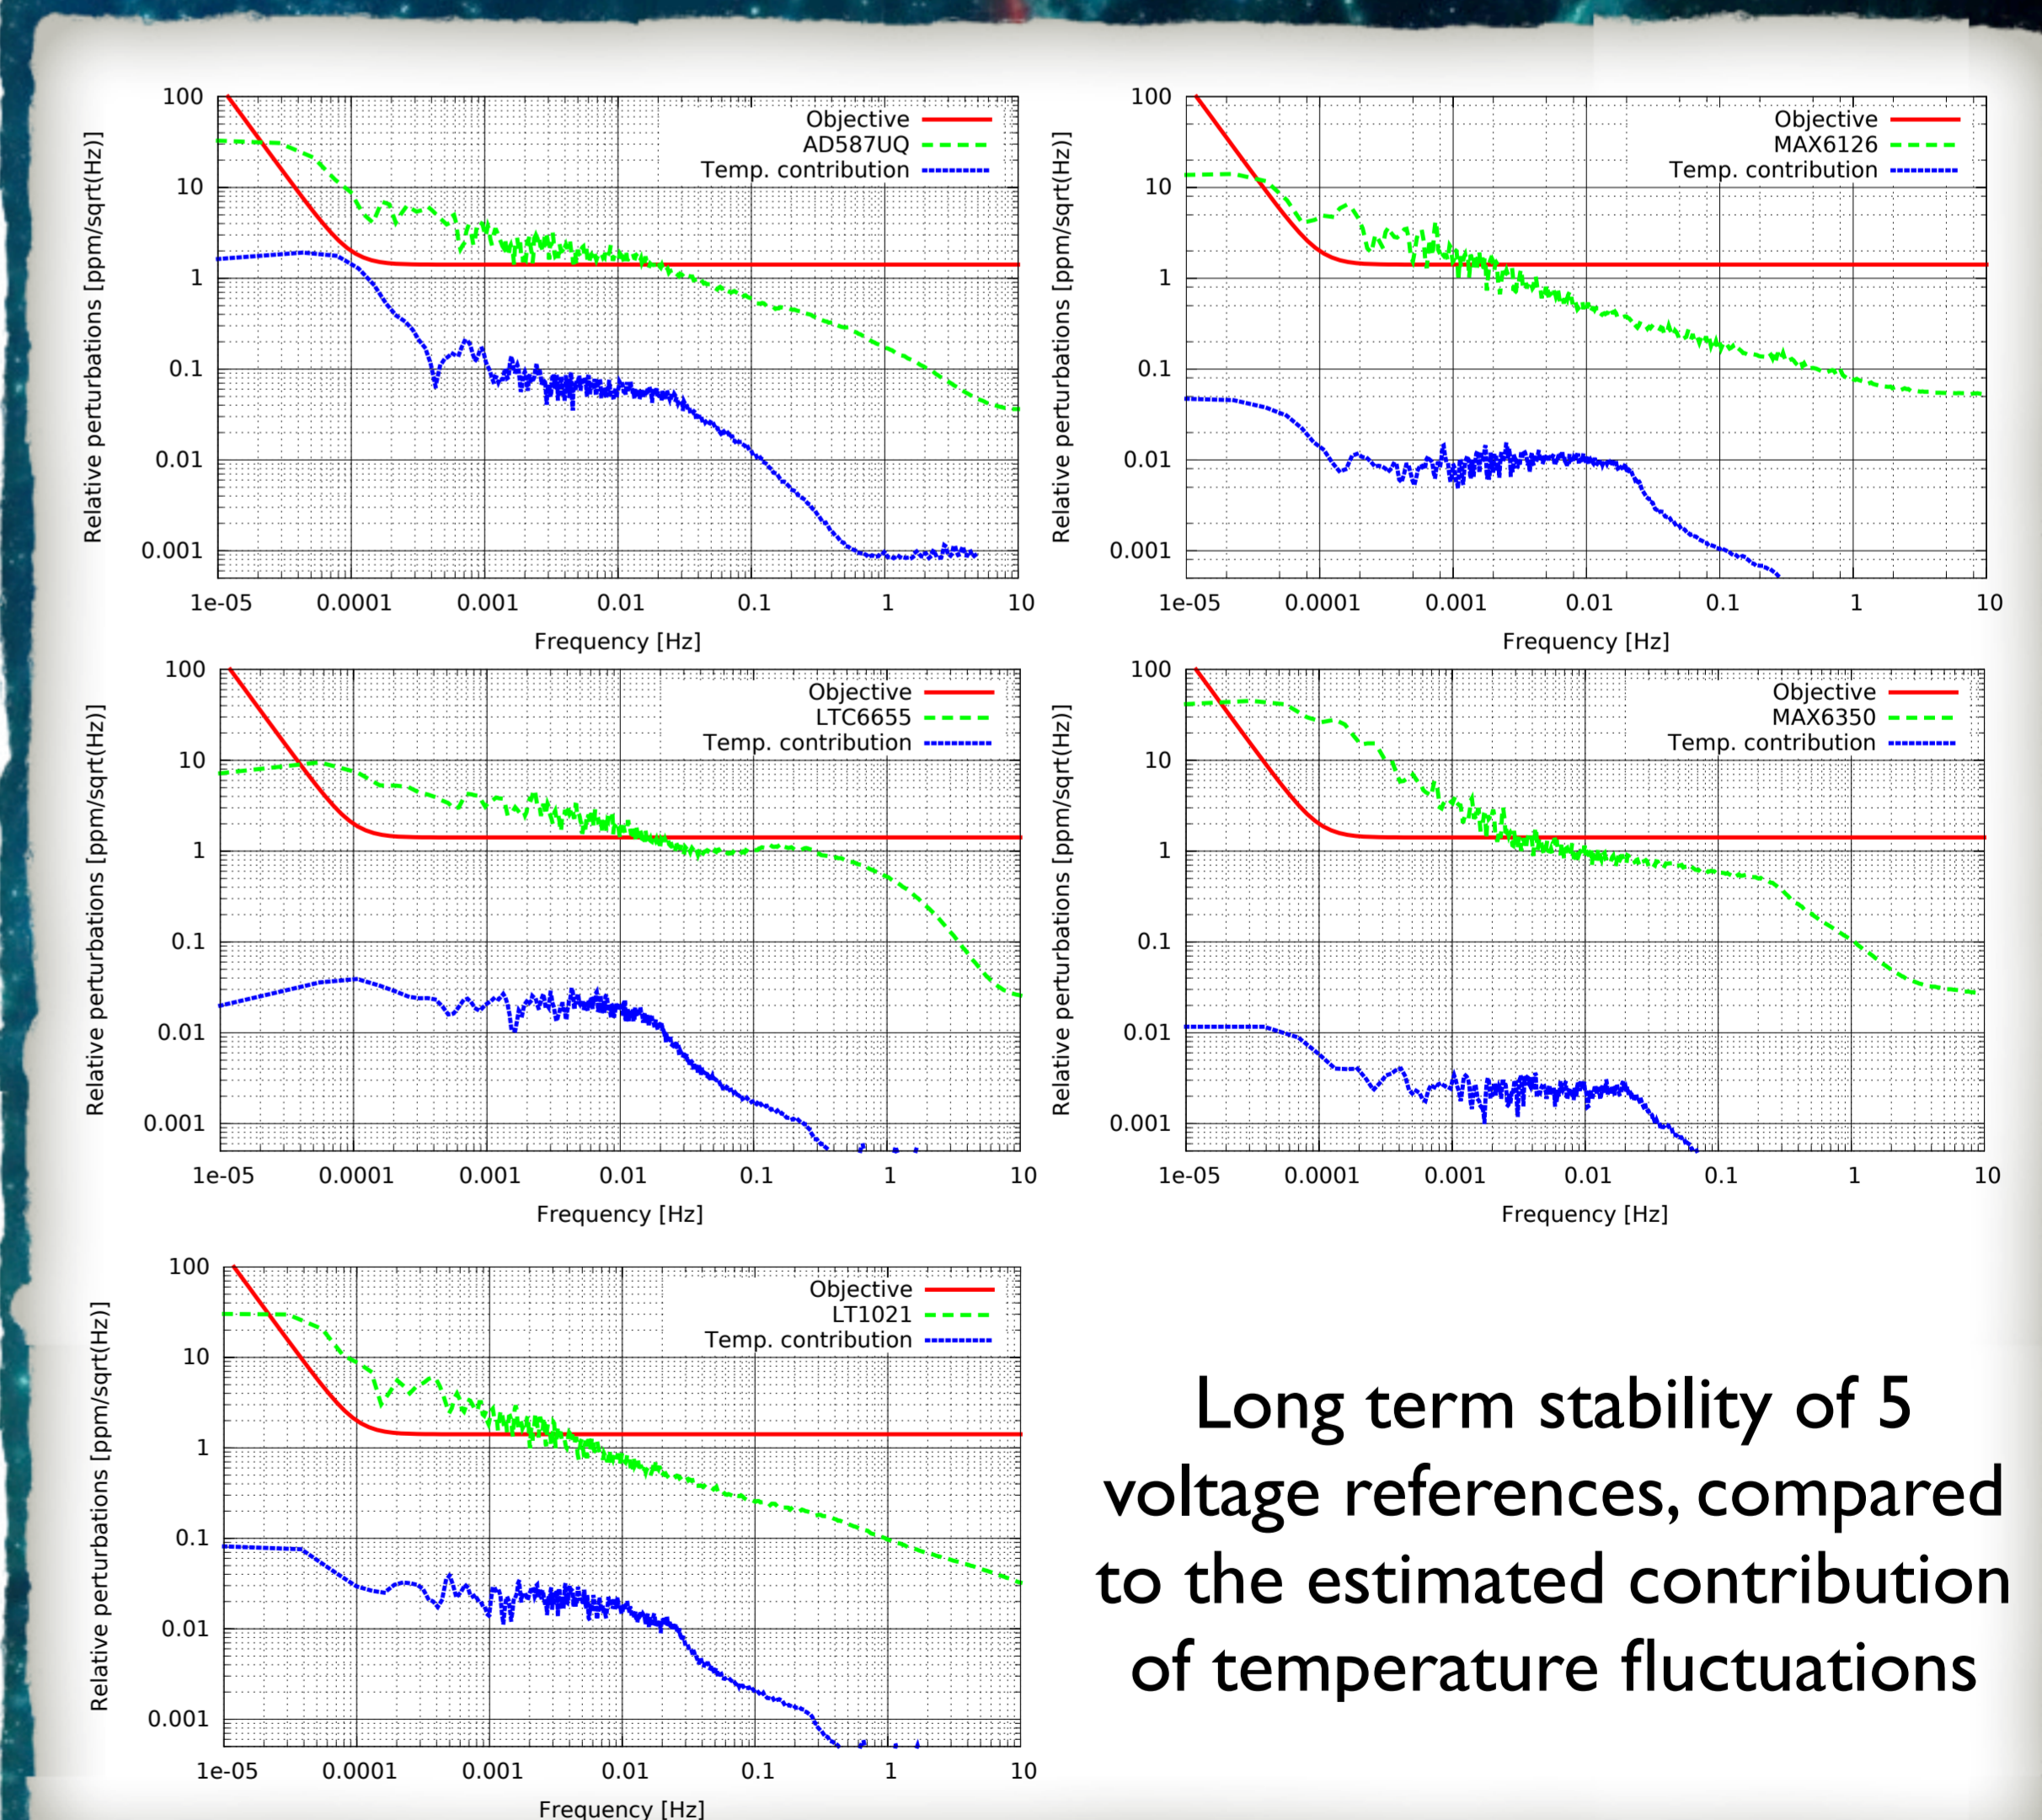 100
10
1
0.1
0.01
0.001
Relative perturbations [ppm/sqrt(Hz)]
Objective
AD587UQ
Temp. contribution
1e-05 0.0001 0.001 0.01 0.1 1 10
Frequency [Hz]
100
10
1
0.1
0.01
0.001
Relative perturbations [ppm/sqrt(Hz)]
Objective
MAX6126
Temp. contribution
1e-05 0.0001 0.001 0.01 0.1 1 10
Frequency [Hz]
100
10
1
0.1
0.01
0.001
Relative perturbations [ppm/sqrt(Hz)]
Objective
LTC6655
Temp. contribution
1e-05 0.0001 0.001 0.01 0.1 1 10
Frequency [Hz]
100
10
1
0.1
0.01
0.001
Relative perturbations [ppm/sqrt(Hz)]
Objective
MAX6350
Temp. contribution
1e-05 0.0001 0.001 0.01 0.1 1 10
Frequency [Hz]
100
10
1
0.1
0.01
0.001
Relative perturbations [ppm/sqrt(Hz)]
Objective
LT1021
Temp. contribution
1e-05 0.0001 0.001 0.01 0.1 1 10
Frequency [Hz]
Long term stability of 5
voltage references, compared
to the estimated contribution
of temperature fluctuations